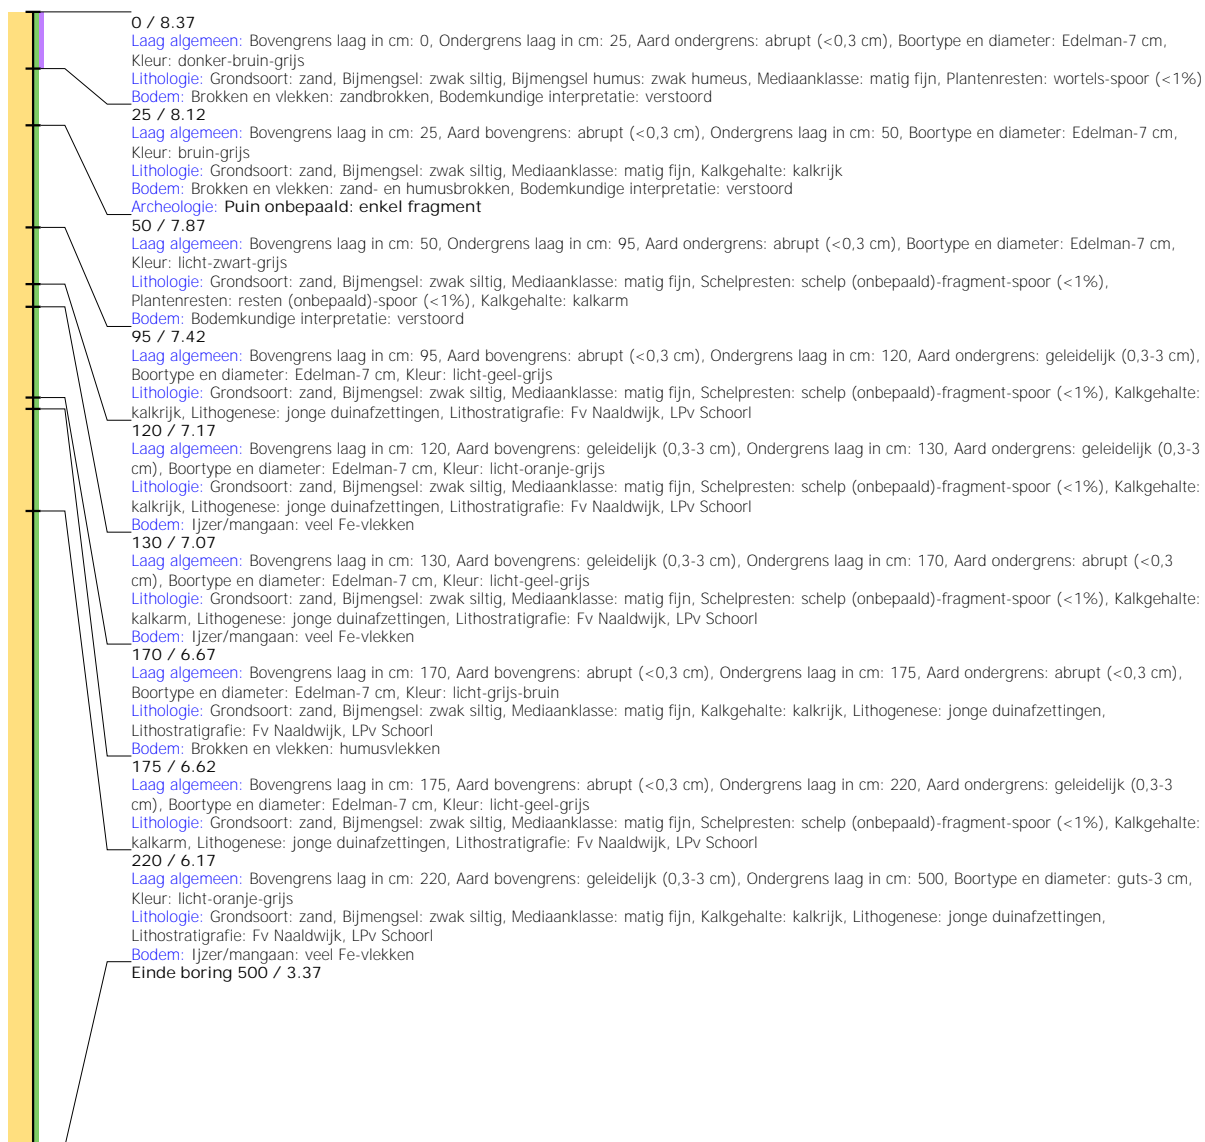 0 / 8.37
Laag algemeen: Bovengrens laag in cm: 0, Ondergrens laag in cm: 25, Aard ondergrens: abrupt (<0,3 cm), Boortype en diameter: Edelman-7 cm,
Kleur: donker-bruin-grijs
Lithologie: Grondsoort: zand, Bijmengsel: zwak siltig, Bijmengsel humus: zwak humeus, Mediaanklasse: matig fijn, Plantenresten: wortels-spoor (<1%)
Bodem: Brokken en vlekken: zandbrokken, Bodemkundige interpretatie: verstoord
25 / 8.12
Laag algemeen: Bovengrens laag in cm: 25, Aard bovengrens: abrupt (<0,3 cm), Ondergrens laag in cm: 50, Boortype en diameter: Edelman-7 cm,
Kleur: bruin-grijs
Lithologie: Grondsoort: zand, Bijmengsel: zwak siltig, Mediaanklasse: matig fijn, Kalkgehalte: kalkrijk
Bodem: Brokken en vlekken: zand- en humusbrokken, Bodemkundige interpretatie: verstoord
Archeologie: Puin onbepaald: enkel fragment
50 / 7.87
Laag algemeen: Bovengrens laag in cm: 50, Ondergrens laag in cm: 95, Aard ondergrens: abrupt (<0,3 cm), Boortype en diameter: Edelman-7 cm,
Kleur: licht-zwart-grijs
Lithologie: Grondsoort: zand, Bijmengsel: zwak siltig, Mediaanklasse: matig fijn, Schelpresten: schelp (onbepaald)-fragment-spoor (<1%),
Plantenresten: resten (onbepaald)-spoor (<1%), Kalkgehalte: kalkarm
Bodem: Bodemkundige interpretatie: verstoord
95 / 7.42
Laag algemeen: Bovengrens laag in cm: 95, Aard bovengrens: abrupt (<0,3 cm), Ondergrens laag in cm: 120, Aard ondergrens: geleidelijk (0,3-3 cm),
Boortype en diameter: Edelman-7 cm, Kleur: licht-geel-grijs
Lithologie: Grondsoort: zand, Bijmengsel: zwak siltig, Mediaanklasse: matig fijn, Schelpresten: schelp (onbepaald)-fragment-spoor (<1%), Kalkgehalte:
kalkrijk, Lithogenese: jonge duinafzettingen, Lithostratigrafie: Fv Naaldwijk, LPv Schoorl
120 / 7.17
Laag algemeen: Bovengrens laag in cm: 120, Aard bovengrens: geleidelijk (0,3-3 cm), Ondergrens laag in cm: 130, Aard ondergrens: geleidelijk (0,3-3
cm), Boortype en diameter: Edelman-7 cm, Kleur: licht-oranje-grijs
Lithologie: Grondsoort: zand, Bijmengsel: zwak siltig, Mediaanklasse: matig fijn, Schelpresten: schelp (onbepaald)-fragment-spoor (<1%), Kalkgehalte:
kalkrijk, Lithogenese: jonge duinafzettingen, Lithostratigrafie: Fv Naaldwijk, LPv Schoorl
Bodem: Ijzer/mangaan: veel Fe-vlekken
130 / 7.07
Laag algemeen: Bovengrens laag in cm: 130, Aard bovengrens: geleidelijk (0,3-3 cm), Ondergrens laag in cm: 170, Aard ondergrens: abrupt (<0,3
cm), Boortype en diameter: Edelman-7 cm, Kleur: licht-geel-grijs
Lithologie: Grondsoort: zand, Bijmengsel: zwak siltig, Mediaanklasse: matig fijn, Schelpresten: schelp (onbepaald)-fragment-spoor (<1%), Kalkgehalte:
kalkarm, Lithogenese: jonge duinafzettingen, Lithostratigrafie: Fv Naaldwijk, LPv Schoorl
Bodem: Ijzer/mangaan: veel Fe-vlekken
170 / 6.67
Laag algemeen: Bovengrens laag in cm: 170, Aard bovengrens: abrupt (<0,3 cm), Ondergrens laag in cm: 175, Aard ondergrens: abrupt (<0,3 cm),
Boortype en diameter: Edelman-7 cm, Kleur: licht-grijs-bruin
Lithologie: Grondsoort: zand, Bijmengsel: zwak siltig, Mediaanklasse: matig fijn, Kalkgehalte: kalkrijk, Lithogenese: jonge duinafzettingen,
Lithostratigrafie: Fv Naaldwijk, LPv Schoorl
Bodem: Brokken en vlekken: humusvlekken
175 / 6.62
Laag algemeen: Bovengrens laag in cm: 175, Aard bovengrens: abrupt (<0,3 cm), Ondergrens laag in cm: 220, Aard ondergrens: geleidelijk (0,3-3
cm), Boortype en diameter: Edelman-7 cm, Kleur: licht-geel-grijs
Lithologie: Grondsoort: zand, Bijmengsel: zwak siltig, Mediaanklasse: matig fijn, Schelpresten: schelp (onbepaald)-fragment-spoor (<1%), Kalkgehalte:
kalkarm, Lithogenese: jonge duinafzettingen, Lithostratigrafie: Fv Naaldwijk, LPv Schoorl
220 / 6.17
Laag algemeen: Bovengrens laag in cm: 220, Aard bovengrens: geleidelijk (0,3-3 cm), Ondergrens laag in cm: 500, Boortype en diameter: guts-3 cm,
Kleur: licht-oranje-grijs
Lithologie: Grondsoort: zand, Bijmengsel: zwak siltig, Mediaanklasse: matig fijn, Kalkgehalte: kalkrijk, Lithogenese: jonge duinafzettingen,
Lithostratigrafie: Fv Naaldwijk, LPv Schoorl
Bodem: Ijzer/mangaan: veel Fe-vlekken
Einde boring 500 / 3.37